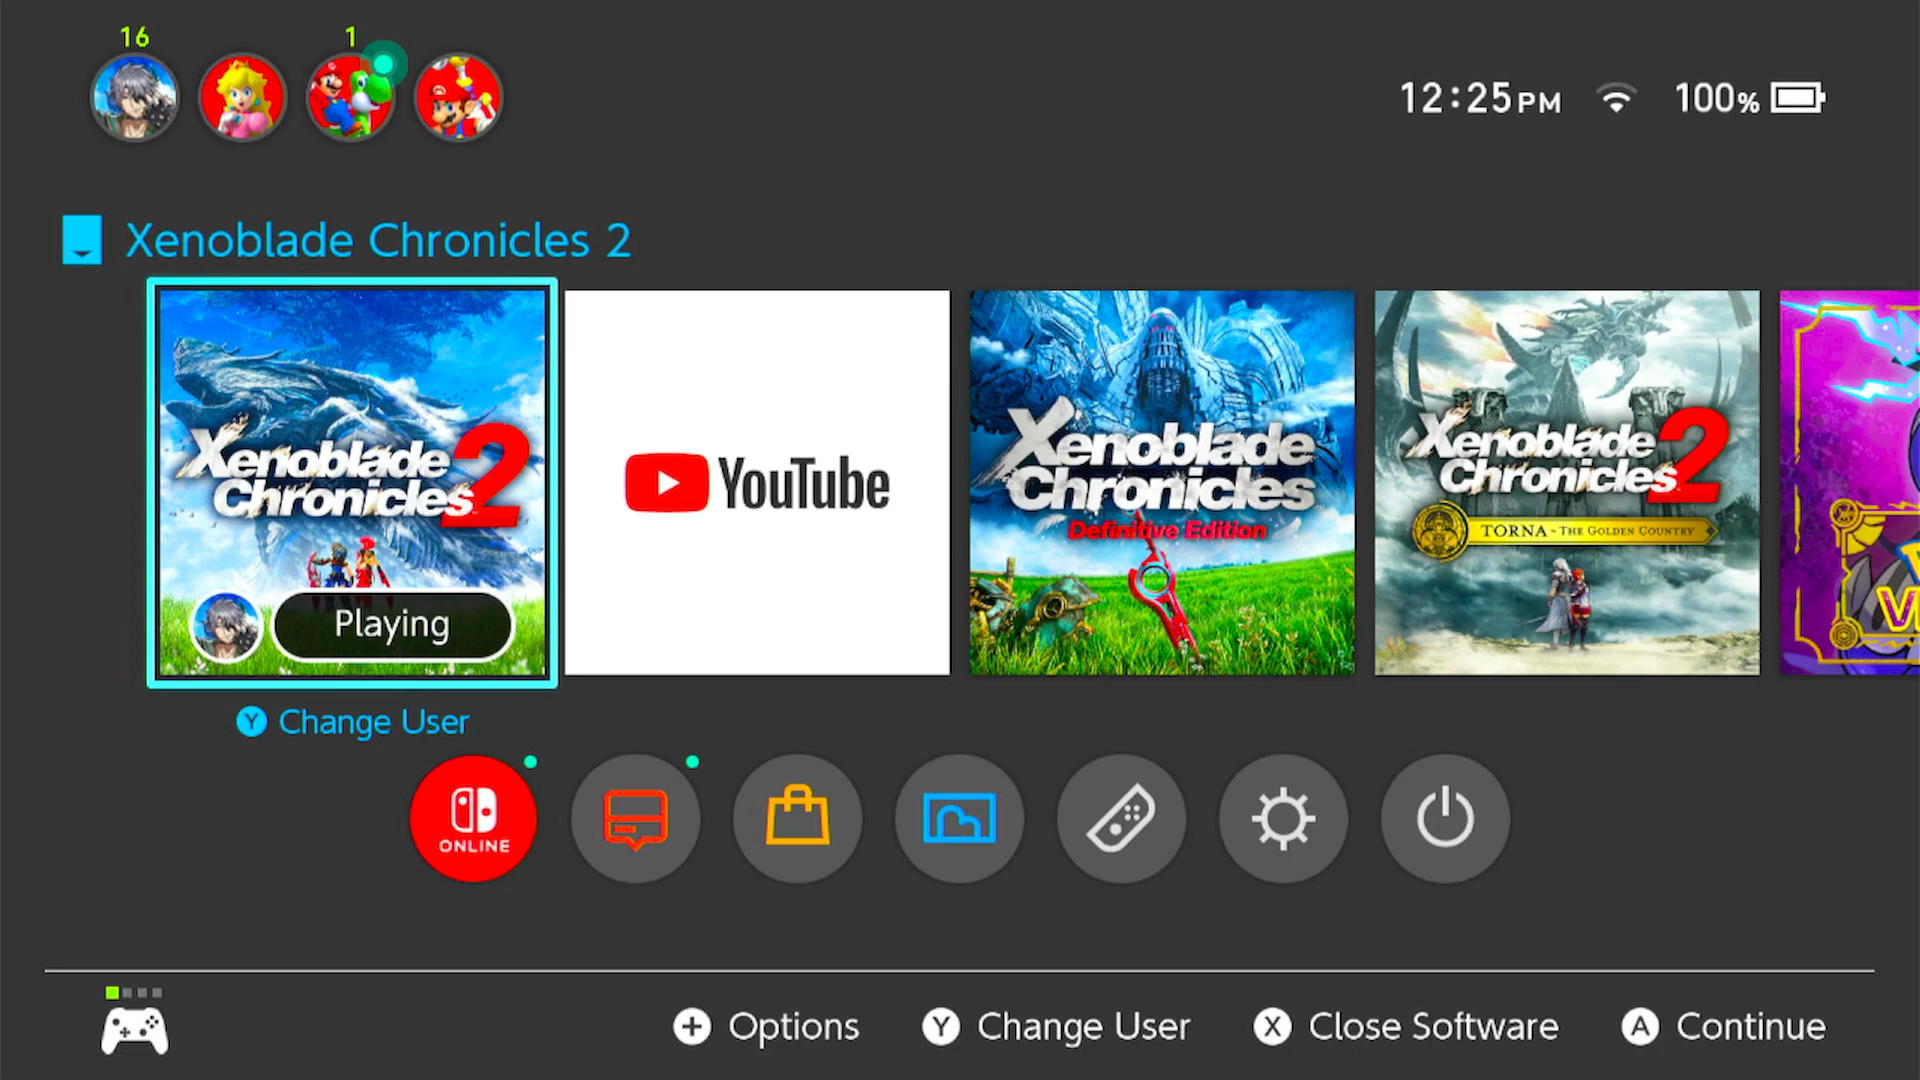 16
1
12:25PM
100%
Xenoblade Chronicles 2
Xenoblade
Chronicles 2
Playing
YouTube
Xenoblade
Chronicles
Definitive Edition
Xenoblade
Chronicles 2
TORNA ~ THE GOLDEN COUNTRY
Y Change User
ONLINE
+ Options
Y Change User
X Close Software
A Continue